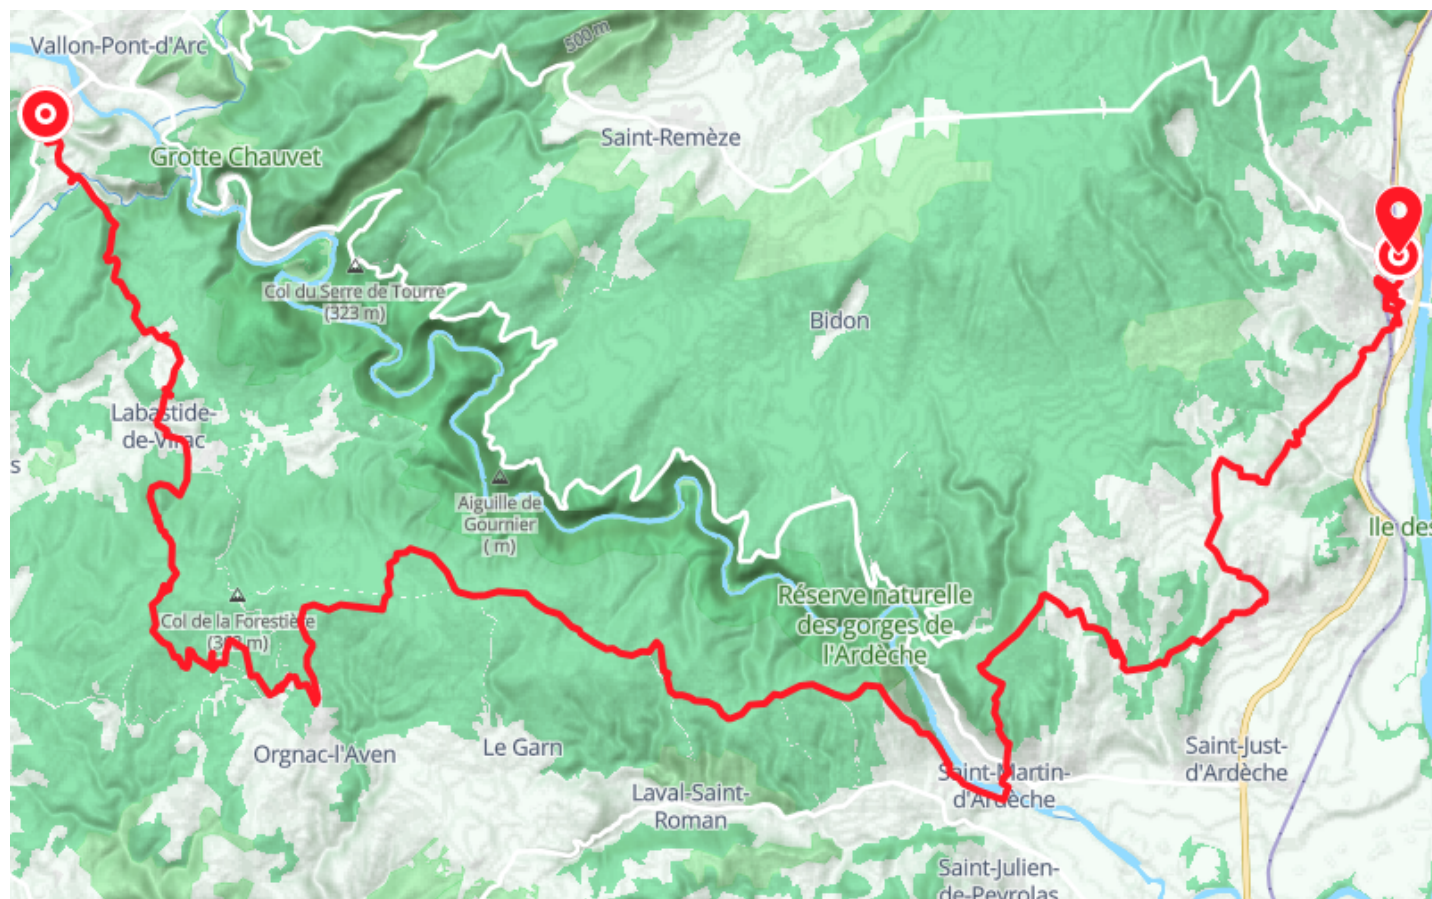 Vallon-Pont-d'Arc
500 m
Saint-Remèze
Grotte Chauvet
Col du Serre de Tourre
(323 m)
Bidon
Labastide-
de-Virac
s
Aiguille de
Gournier
( m)
Ile des
Réserve naturelle
des gorges de
l'Ardèche
Col de la Forestière
Orgnac-l'Aven
Le Garn
Saint-Just-
d'Ardèche
Saint-Martin-
d'Ardèche
Laval-Saint-
Roman
Saint-Julien-
de-Peyrolas